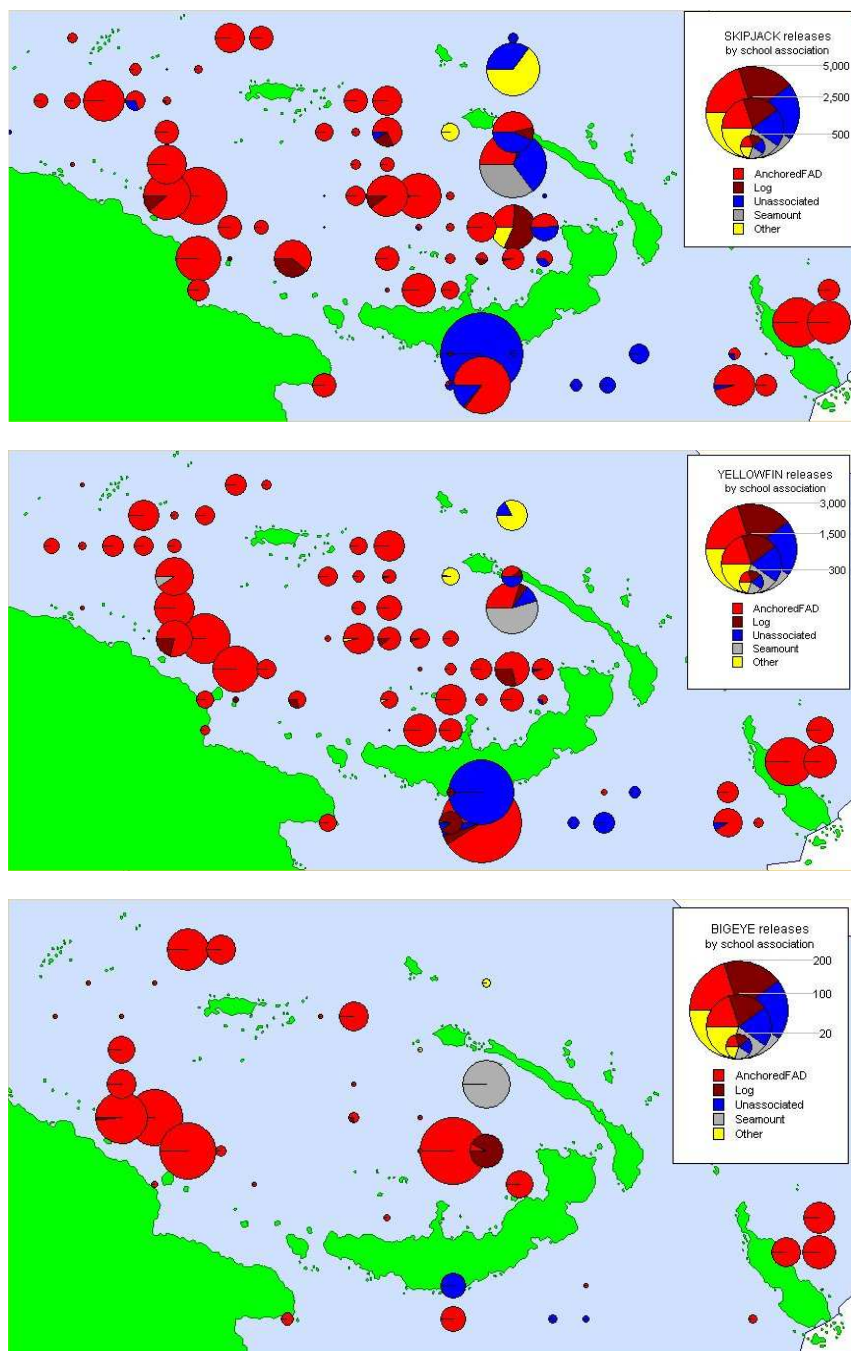 SKIPJACK releases
by school association
5,000
2,500
500
AnchoredFAD
Log
Unassociated
Seamount
Other
YELLOWFIN releases
by school association
3,000
1,500
300
AnchoredFAD
Log
Unassociated
Seamount
Other
BIGEYE releases
by school association
200
100
20
AnchoredFAD
Log
Unassociated
Seamount
Other